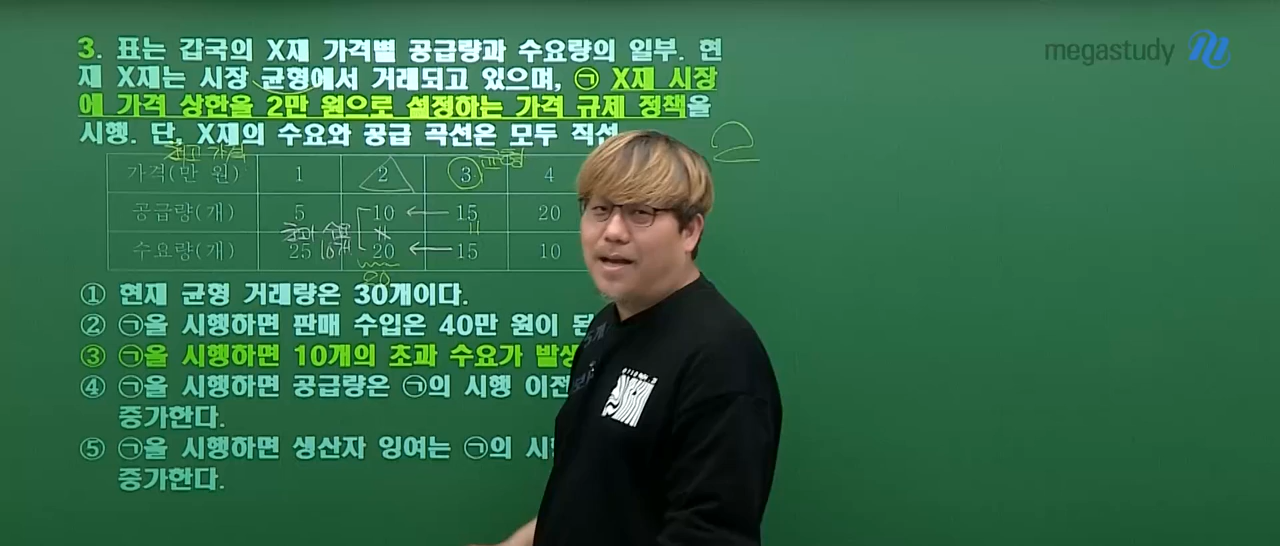 megastudy
3. 표는 갑국의 X재 가격별 공급량과 수요량의 일부. 현
재 X재는 시장 균형에서 거래되고 있으며, ㉠ X재 시장
에 가격 상한을 2만 원으로 설정하는 가격 규제 정책을
시행. 단, X재의 수요와 공급 곡선은 모두 직선
2
최고가격 균형
가격(만 원) 1 2 3 4
공급량(개) 5 10 15 20
초과 수요
수요량(개) 25 10개 20 15 10
① 현재 균형 거래량은 30개이다.
② ㉠을 시행하면 판매 수입은 40만 원이
③ ㉠을 시행하면 10개의 초과 수요가
④ ㉠을 시행하면 공급량은 ㉠의 시행
증가한다.
⑤ ㉠을 시행하면 생산자 잉여는 ㉠의
증가한다.